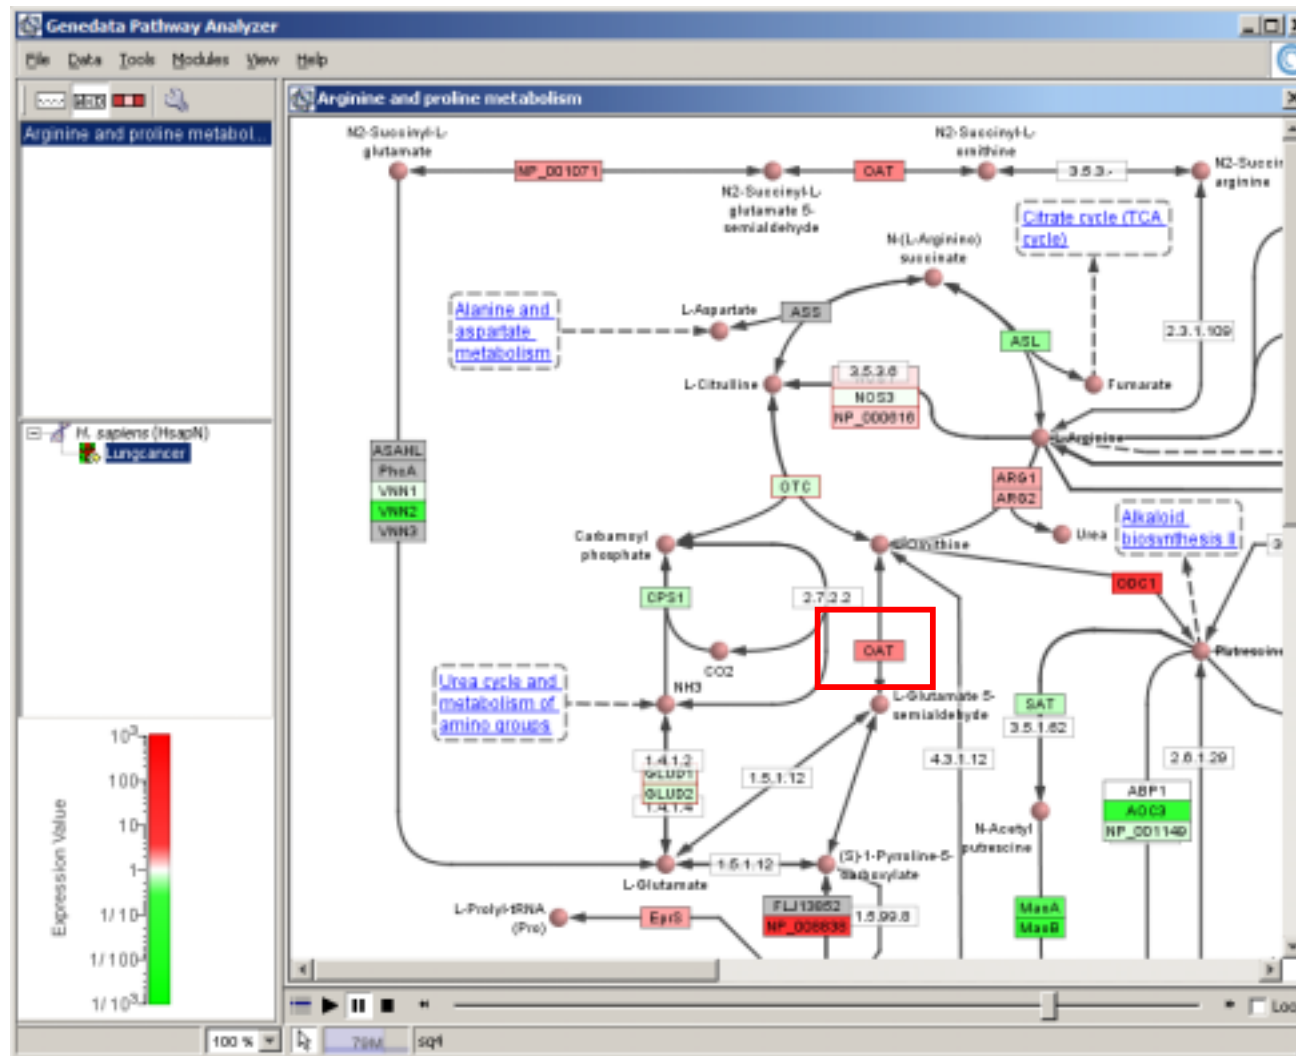 Genedata Pathway Analyzer
File Data Tools Modules View Help
Arginine and proline metabol...
Arginine and proline metabolism
N2-Succinyl-L-
glutamate
NP_001071
N2-Succinyl-L-
glutamate 5-
semialdehyde
OAT
N2-Succinyl-L-
ornithine
3.5.3.-
N2-Succin
arginine
Citrate cycle (TCA
cycle)
N-(L-Arginino)
succinate
Alanine and
aspartate
metabolism
L-Aspartate
ASS
ASL
2.3.1.109
Fumarate
L-Citrulline
3.5.3.6
NOS3
NP_000616
L-Arginine
H. sapiens (HsapN)
Lungcancer
ASAHL
PhoA
VNN1
VNN2
VNN3
OTC
ARG1
ARG2
Urea
Alkaloid
biosynthesis II
Carbamoyl
phosphate
L-Ornithine
ODC1
CPS1
2.7.2.2
OAT
CO2
Putrescine
Urea cycle and
metabolism of
amino groups
NH3
L-Glutamate 5-
semialdehyde
SAT
3.5.1.62
1.4.1.2
GLUD1
GLUD2
1.4.1.4
1.5.1.12
4.3.1.12
2.6.1.29
ABP1
AOC3
NP_001149
N-Acetyl
putrescine
L-Glutamate
1.5.1.12
(S)-1-Pyrroline-5-
carboxylate
L-Prolyl-tRNA
(Pro)
EprS
FLJ13852
NP_006838
1.5.99.8
MaoA
MaoB
Expression Value
10³
100
10
1
1/10
1/100
1/10³
Loo
100 %
79M
sq4